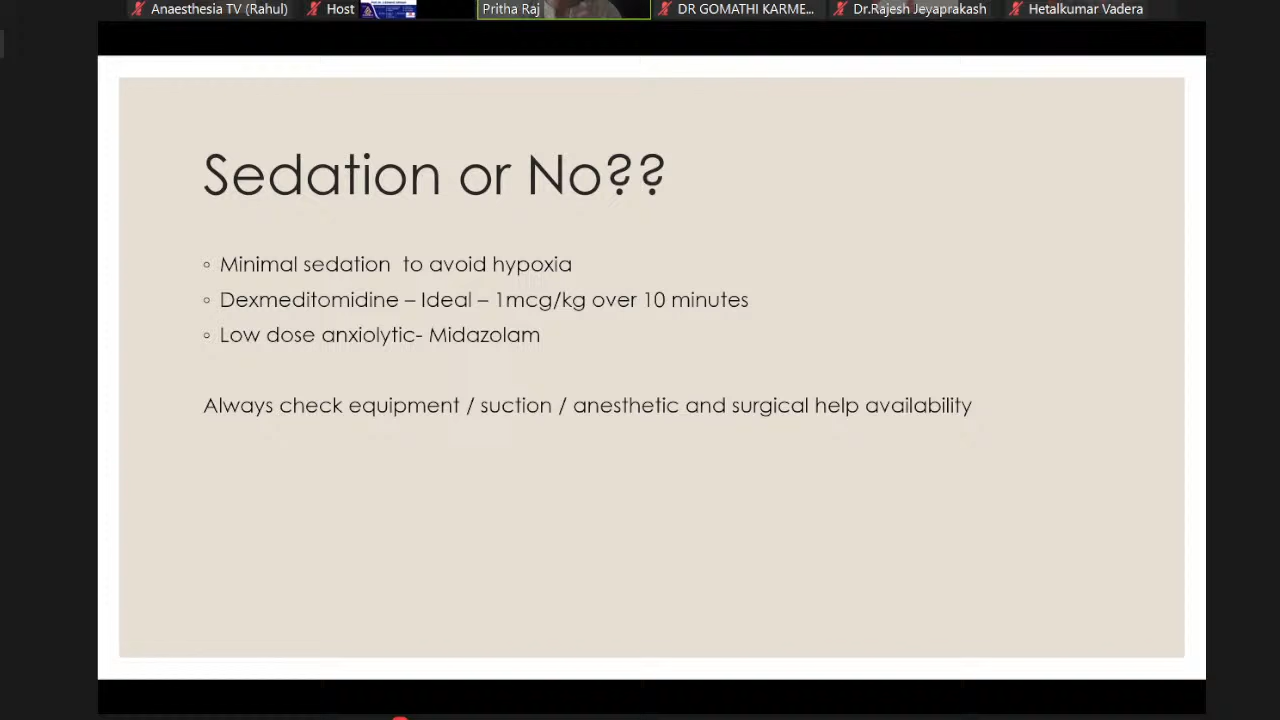 Anaesthesia TV (Rahul) Host Pritha Raj DR GOMATHI KARME... Dr.Rajesh Jeyaprakash Hetalkumar Vadera
Sedation or No??
◦ Minimal sedation to avoid hypoxia
◦ Dexmeditomidine – Ideal – 1mcg/kg over 10 minutes
◦ Low dose anxiolytic- Midazolam
Always check equipment / suction / anesthetic and surgical help availability